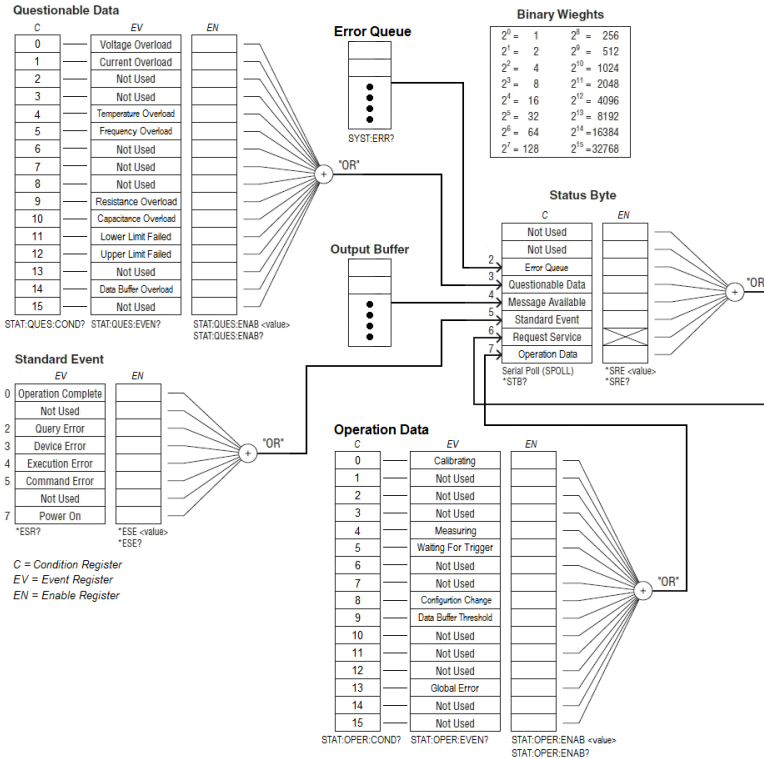 Questionable Data
C EV EN
0 Voltage Overload
1 Current Overload
2 Not Used
3 Not Used
4 Temperature Overload
5 Frequency Overload
6 Not Used
7 Not Used
8 Not Used
9 Resistance Overload
10 Capacitance Overload
11 Lower Limit Failed
12 Upper Limit Failed
13 Not Used
14 Data Buffer Overload
15 Not Used
STAT:QUES:COND? STAT:QUES:EVEN? STAT:QUES:ENAB <value>
STAT:QUES:ENAB?
+
"OR"
Error Queue
SYST:ERR?
Binary Wieghts
2⁰ = 1 2⁸ = 256
2¹ = 2 2⁹ = 512
2² = 4 2¹⁰ = 1024
2³ = 8 2¹¹ = 2048
2⁴ = 16 2¹² = 4096
2⁵ = 32 2¹³ = 8192
2⁶ = 64 2¹⁴ =16384
2⁷ = 128 2¹⁵ =32768
Output Buffer
Status Byte
C EN
Not Used
Not Used
2 Error Queue
3 Questionable Data
4 Message Available
5 Standard Event
6 Request Service
7 Operation Data
Serial Poll (SPOLL) *SRE <value>
*STB? *SRE?
+
"OR
Standard Event
EV EN
0 Operation Complete
Not Used
2 Query Error
3 Device Error
4 Execution Error
5 Command Error
Not Used
7 Power On
*ESR? *ESE <value>
*ESE?
+
"OR"
C = Condition Register
EV = Event Register
EN = Enable Register
Operation Data
C EV EN
0 Calibrating
1 Not Used
2 Not Used
3 Not Used
4 Measuring
5 Waiting For Trigger
6 Not Used
7 Not Used
8 Configurtion Change
9 Data Buffer Threshold
10 Not Used
11 Not Used
12 Not Used
13 Global Error
14 Not Used
15 Not Used
STAT:OPER:COND? STAT:OPER:EVEN? STAT:OPER:ENAB <value>
STAT:OPER:ENAB?
+
"OR"